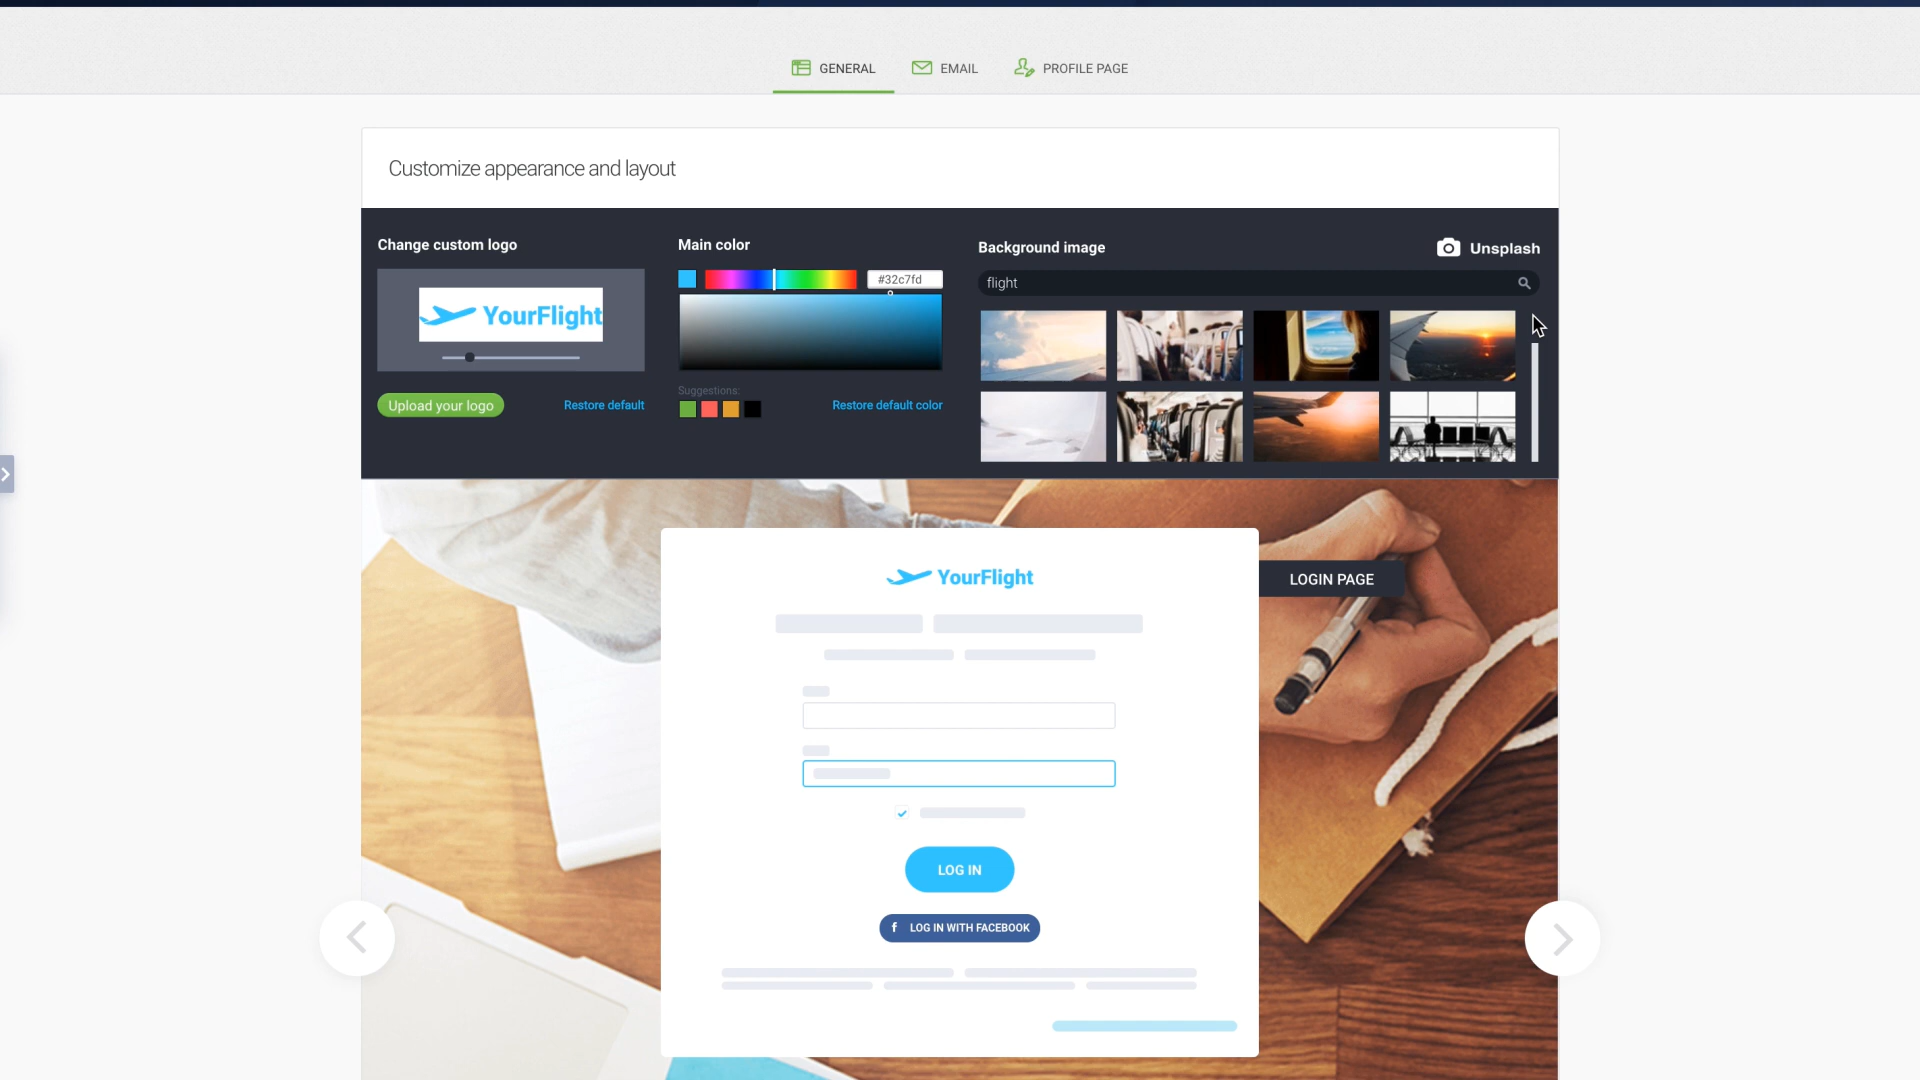 GENERAL
EMAIL
PROFILE PAGE
Customize appearance and layout
Change custom logo
Main color
Background image
Unsplash
#32c7fd
flight
YourFlight
Suggestions:
Upload your logo
Restore default
Restore default color
YourFlight
LOGIN PAGE
LOG IN
f LOG IN WITH FACEBOOK